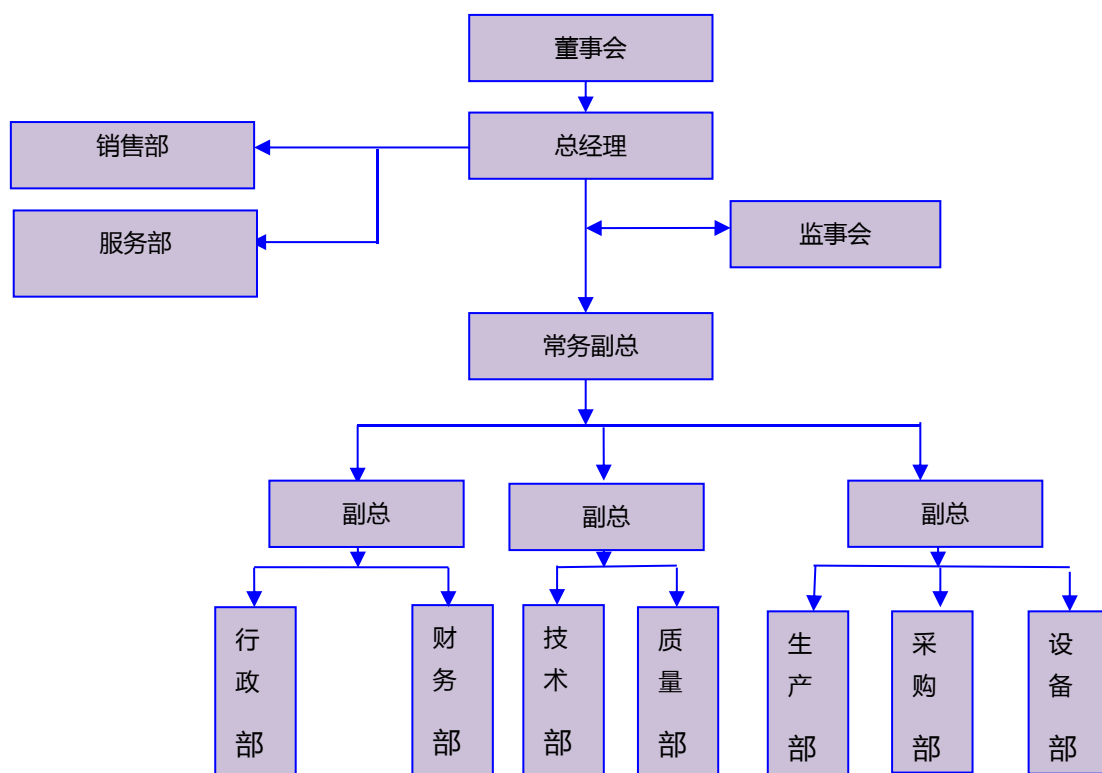 董事会
总经理
销售部
服务部
监事会
常务副总
副总
副总
副总
行政部
财务部
技术部
质量部
生产部
采购部
设备部